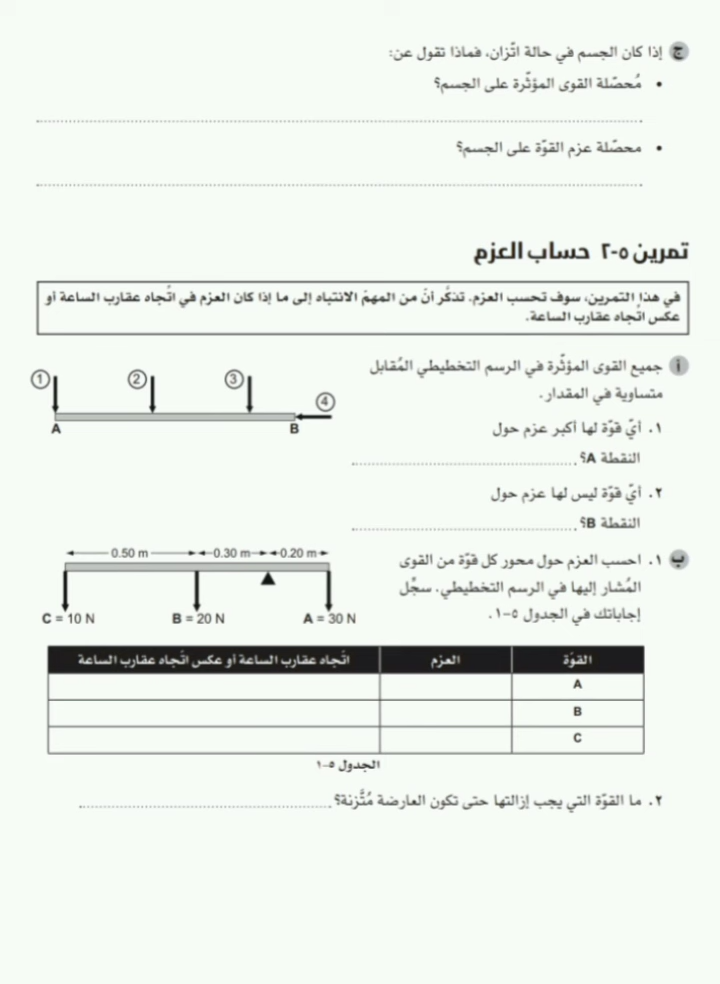 ج إذا كان الجسم في حالة اتّزان، فماذا تقول عن:
• مُحصّلة القوى المؤثّرة على الجسم؟
• محصّلة عزم القوّة على الجسم؟
تمرين ٥-٢ حساب العزم
في هذا التمرين، سوف تحسب العزم. تذكّر أنّ من المهمّ الانتباه إلى ما إذا كان العزم في اتّجاه عقارب الساعة أو
عكس اتّجاه عقارب الساعة.
أ جميع القوى المؤثّرة في الرسم التخطيطي المُقابل
متساوية في المقدار.
١. أيّ قوّة لها أكبر عزم حول
النقطة A؟
٢. أيّ قوّة ليس لها عزم حول
النقطة B؟
1 2 3 4
A B
ب ١. احسب العزم حول محور كل قوّة من القوى
المُشار إليها في الرسم التخطيطي. سجِّل
إجاباتك في الجدول ٥-١.
0.50 m 0.30 m 0.20 m
C = 10 N B = 20 N A = 30 N
القوّة العزم اتّجاه عقارب الساعة أو عكس اتّجاه عقارب الساعة
A
B
C
الجدول ٥-١
٢. ما القوّة التي يجب إزالتها حتى تكون العارضة مُتَّزنة؟